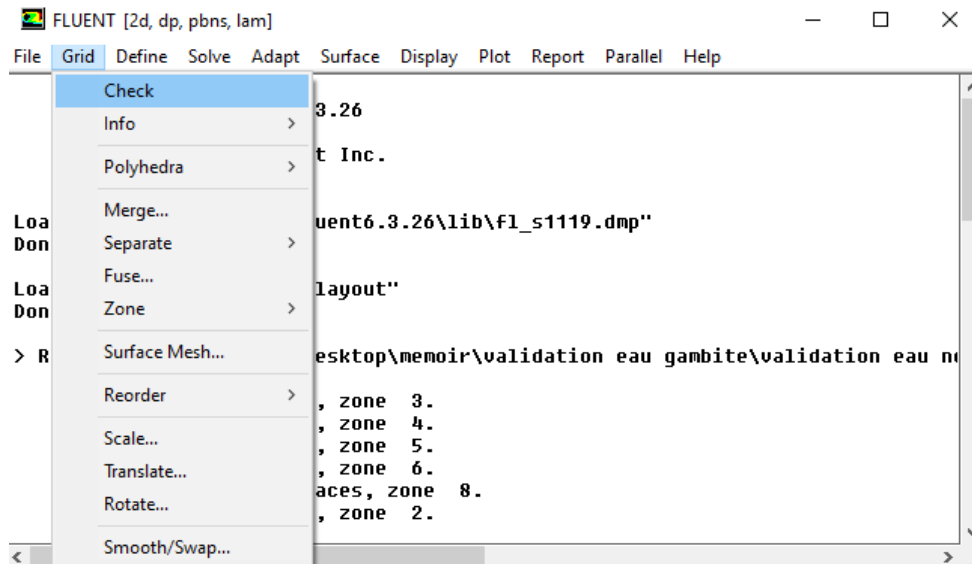 FLUENT [2d, dp, pbns, lam]
File Grid Define Solve Adapt Surface Display Plot Report Parallel Help
Check
3.26
Info
t Inc.
Polyhedra
Merge...
Loa uent6.3.26\lib\fl_s1119.dmp"
Don Separate
Fuse...
Loa layout"
Don Zone
> R Surface Mesh... esktop\memoir\validation eau gambite\validation eau n
Reorder
, zone 3.
, zone 4.
Scale...
, zone 5.
Translate...
, zone 6.
aces, zone 8.
Rotate...
, zone 2.
Smooth/Swap...